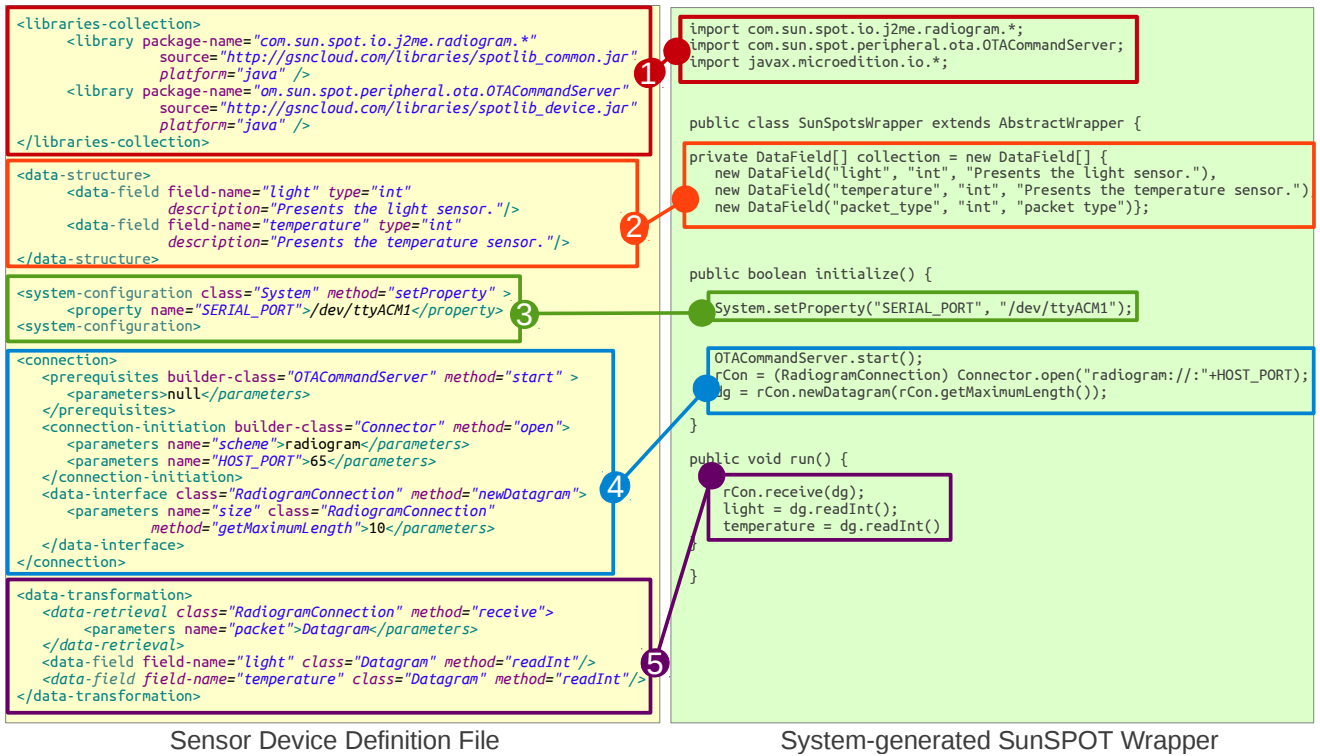 <libraries-collection>
<library package-name="com.sun.spot.io.j2me.radiogram.*"
source="http://gsncloud.com/libraries/spotlib_common.jar"
platform="java" />
<library package-name="om.sun.spot.peripheral.ota.OTACommandServer"
source="http://gsncloud.com/libraries/spotlib_device.jar"
platform="java" />
</libraries-collection>
1
<data-structure>
<data-field field-name="light" type="int"
description="Presents the light sensor."/>
<data-field field-name="temperature" type="int"
description="Presents the temperature sensor."/>
</data-structure>
2
<system-configuration class="System" method="setProperty" >
<property name="SERIAL_PORT">/dev/ttyACM1</property>
<system-configuration>
3
<connection>
<prerequisites builder-class="OTACommandServer" method="start" >
<parameters>null</parameters>
</prerequisites>
<connection-initiation builder-class="Connector" method="open">
<parameters name="scheme">radiogram</parameters>
<parameters name="HOST_PORT">65</parameters>
</connection-initiation>
<data-interface class="RadiogramConnection" method="newDatagram">
<parameters name="size" class="RadiogramConnection"
method="getMaximumLength">10</parameters>
</data-interface>
</connection>
4
<data-transformation>
<data-retrieval class="RadiogramConnection" method="receive">
<parameters name="packet">Datagram</parameters>
</data-retrieval>
<data-field field-name="light" class="Datagram" method="readInt"/>
<data-field field-name="temperature" class="Datagram" method="readInt"/>
</data-transformation>
5
Sensor Device Definition File
import com.sun.spot.io.j2me.radiogram.*;
import com.sun.spot.peripheral.ota.OTACommandServer;
import javax.microedition.io.*;
public class SunSpotsWrapper extends AbstractWrapper {
private DataField[] collection = new DataField[] {
new DataField("light", "int", "Presents the light sensor."),
new DataField("temperature", "int", "Presents the temperature sensor.")
new DataField("packet_type", "int", "packet type")};
public boolean initialize() {
System.setProperty("SERIAL_PORT", "/dev/ttyACM1");
OTACommandServer.start();
rCon = (RadiogramConnection) Connector.open("radiogram://:"+HOST_PORT);
dg = rCon.newDatagram(rCon.getMaximumLength());
}
public void run() {
rCon.receive(dg);
light = dg.readInt();
temperature = dg.readInt()
}
}
System-generated SunSPOT Wrapper